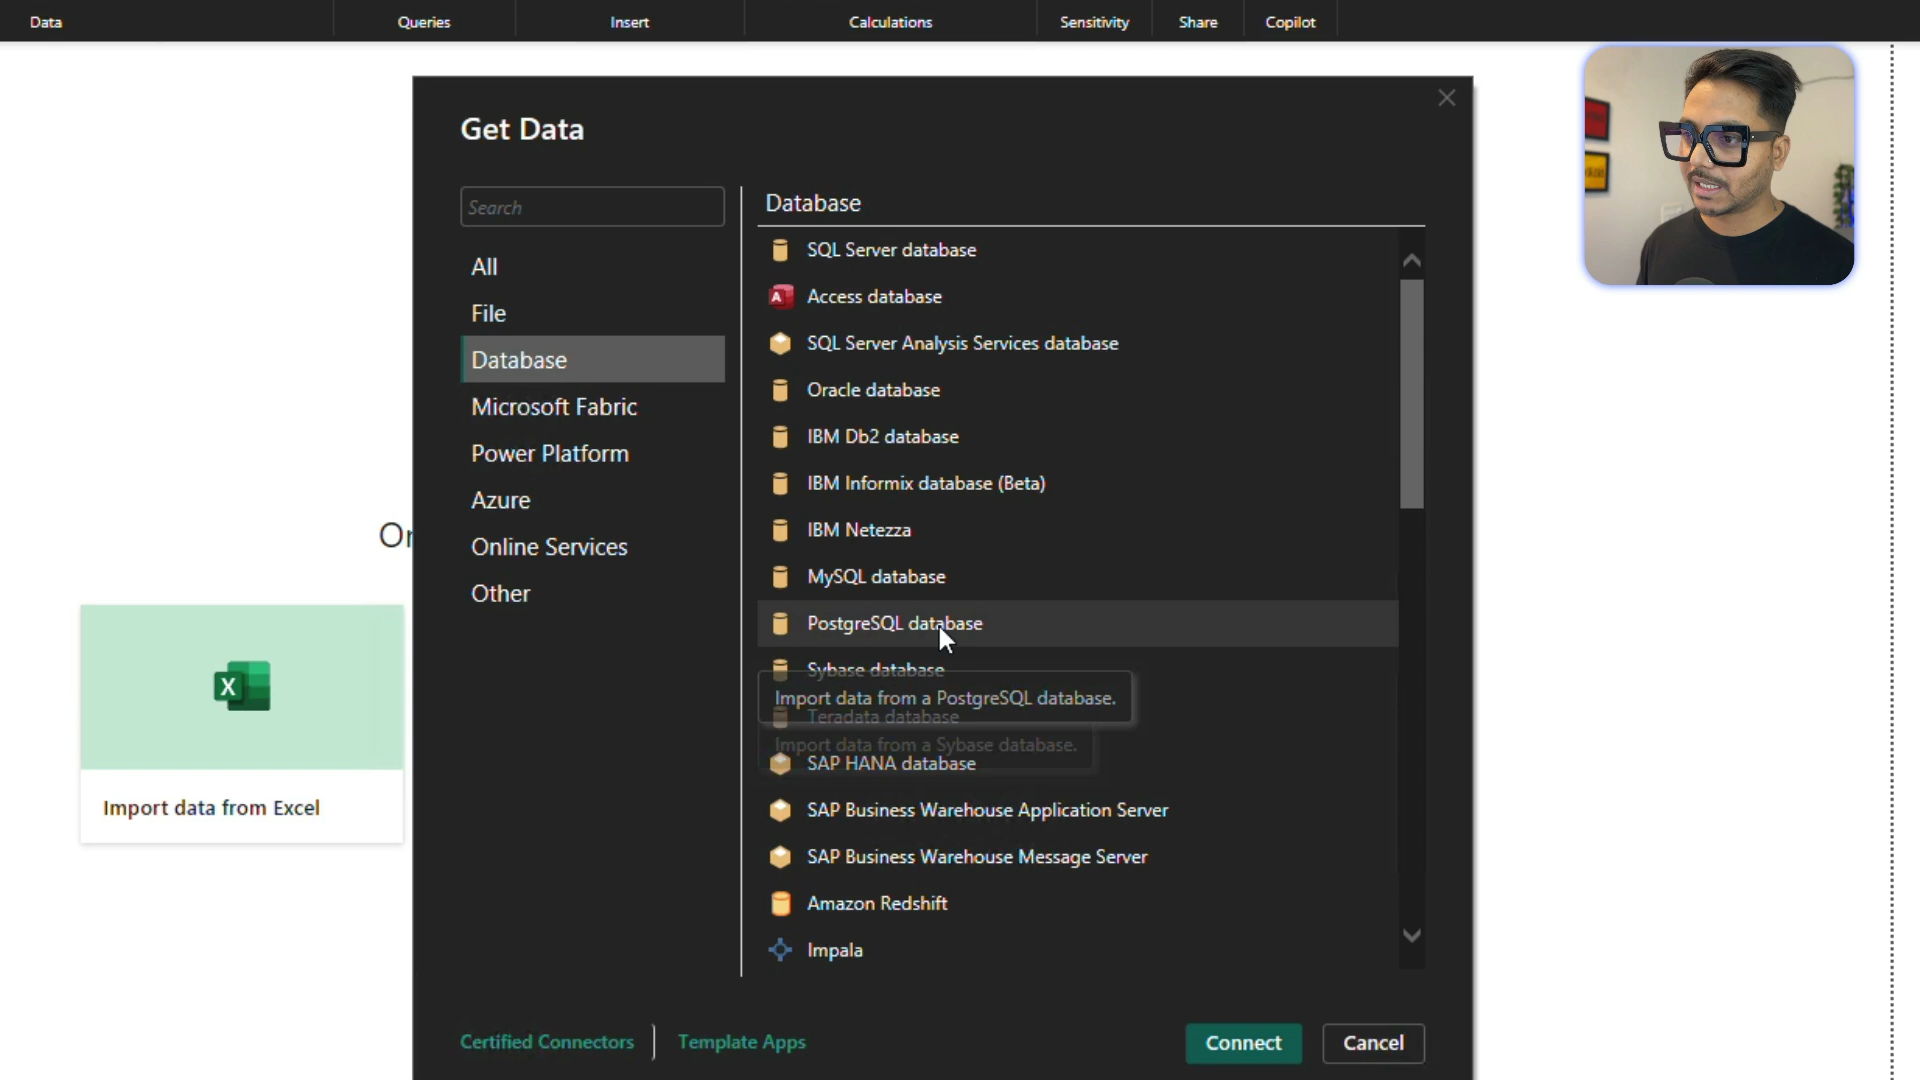 Data
Queries
Insert
Calculations
Sensitivity
Share
Copilot
Get Data
Search
All
File
Database
Microsoft Fabric
Power Platform
Azure
Online Services
Other
Database
SQL Server database
Access database
SQL Server Analysis Services database
Oracle database
IBM Db2 database
IBM Informix database (Beta)
IBM Netezza
MySQL database
PostgreSQL database
Sybase database
Import data from a PostgreSQL database.
Teradata database
Import data from a Sybase database.
SAP HANA database
SAP Business Warehouse Application Server
SAP Business Warehouse Message Server
Amazon Redshift
Impala
Import data from Excel
Certified Connectors
Template Apps
Connect
Cancel